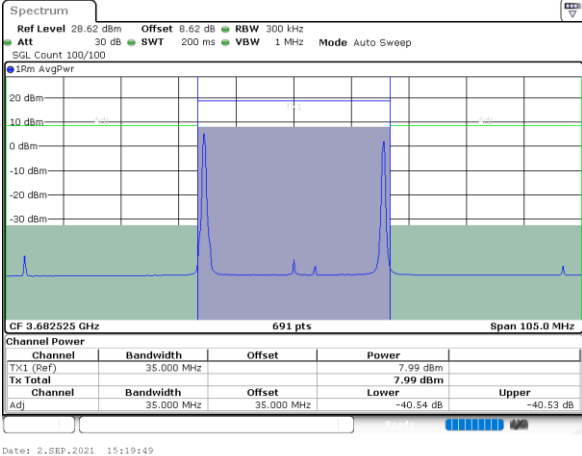 Spectrum
Ref Level 28.62 dBm Offset 8.62 dB RBW 300 kHz
Att 30 dB SWT 200 ms VBW 1 MHz Mode Auto Sweep
SGL Count 100/100
1Rm AvgPwr
20 dBm
TX1
10 dBm Adj Adj
0 dBm
-10 dBm
-20 dBm
-30 dBm
CF 3.682525 GHz 691 pts Span 105.0 MHz
Channel Power
Channel Bandwidth Offset Power
TX1 (Ref) 35.000 MHz 7.99 dBm
Tx Total 7.99 dBm
Channel Bandwidth Offset Lower Upper
Adj 35.000 MHz 35.000 MHz -40.54 dB -40.53 dB
Ready
Date: 2.SEP.2021 15:19:49